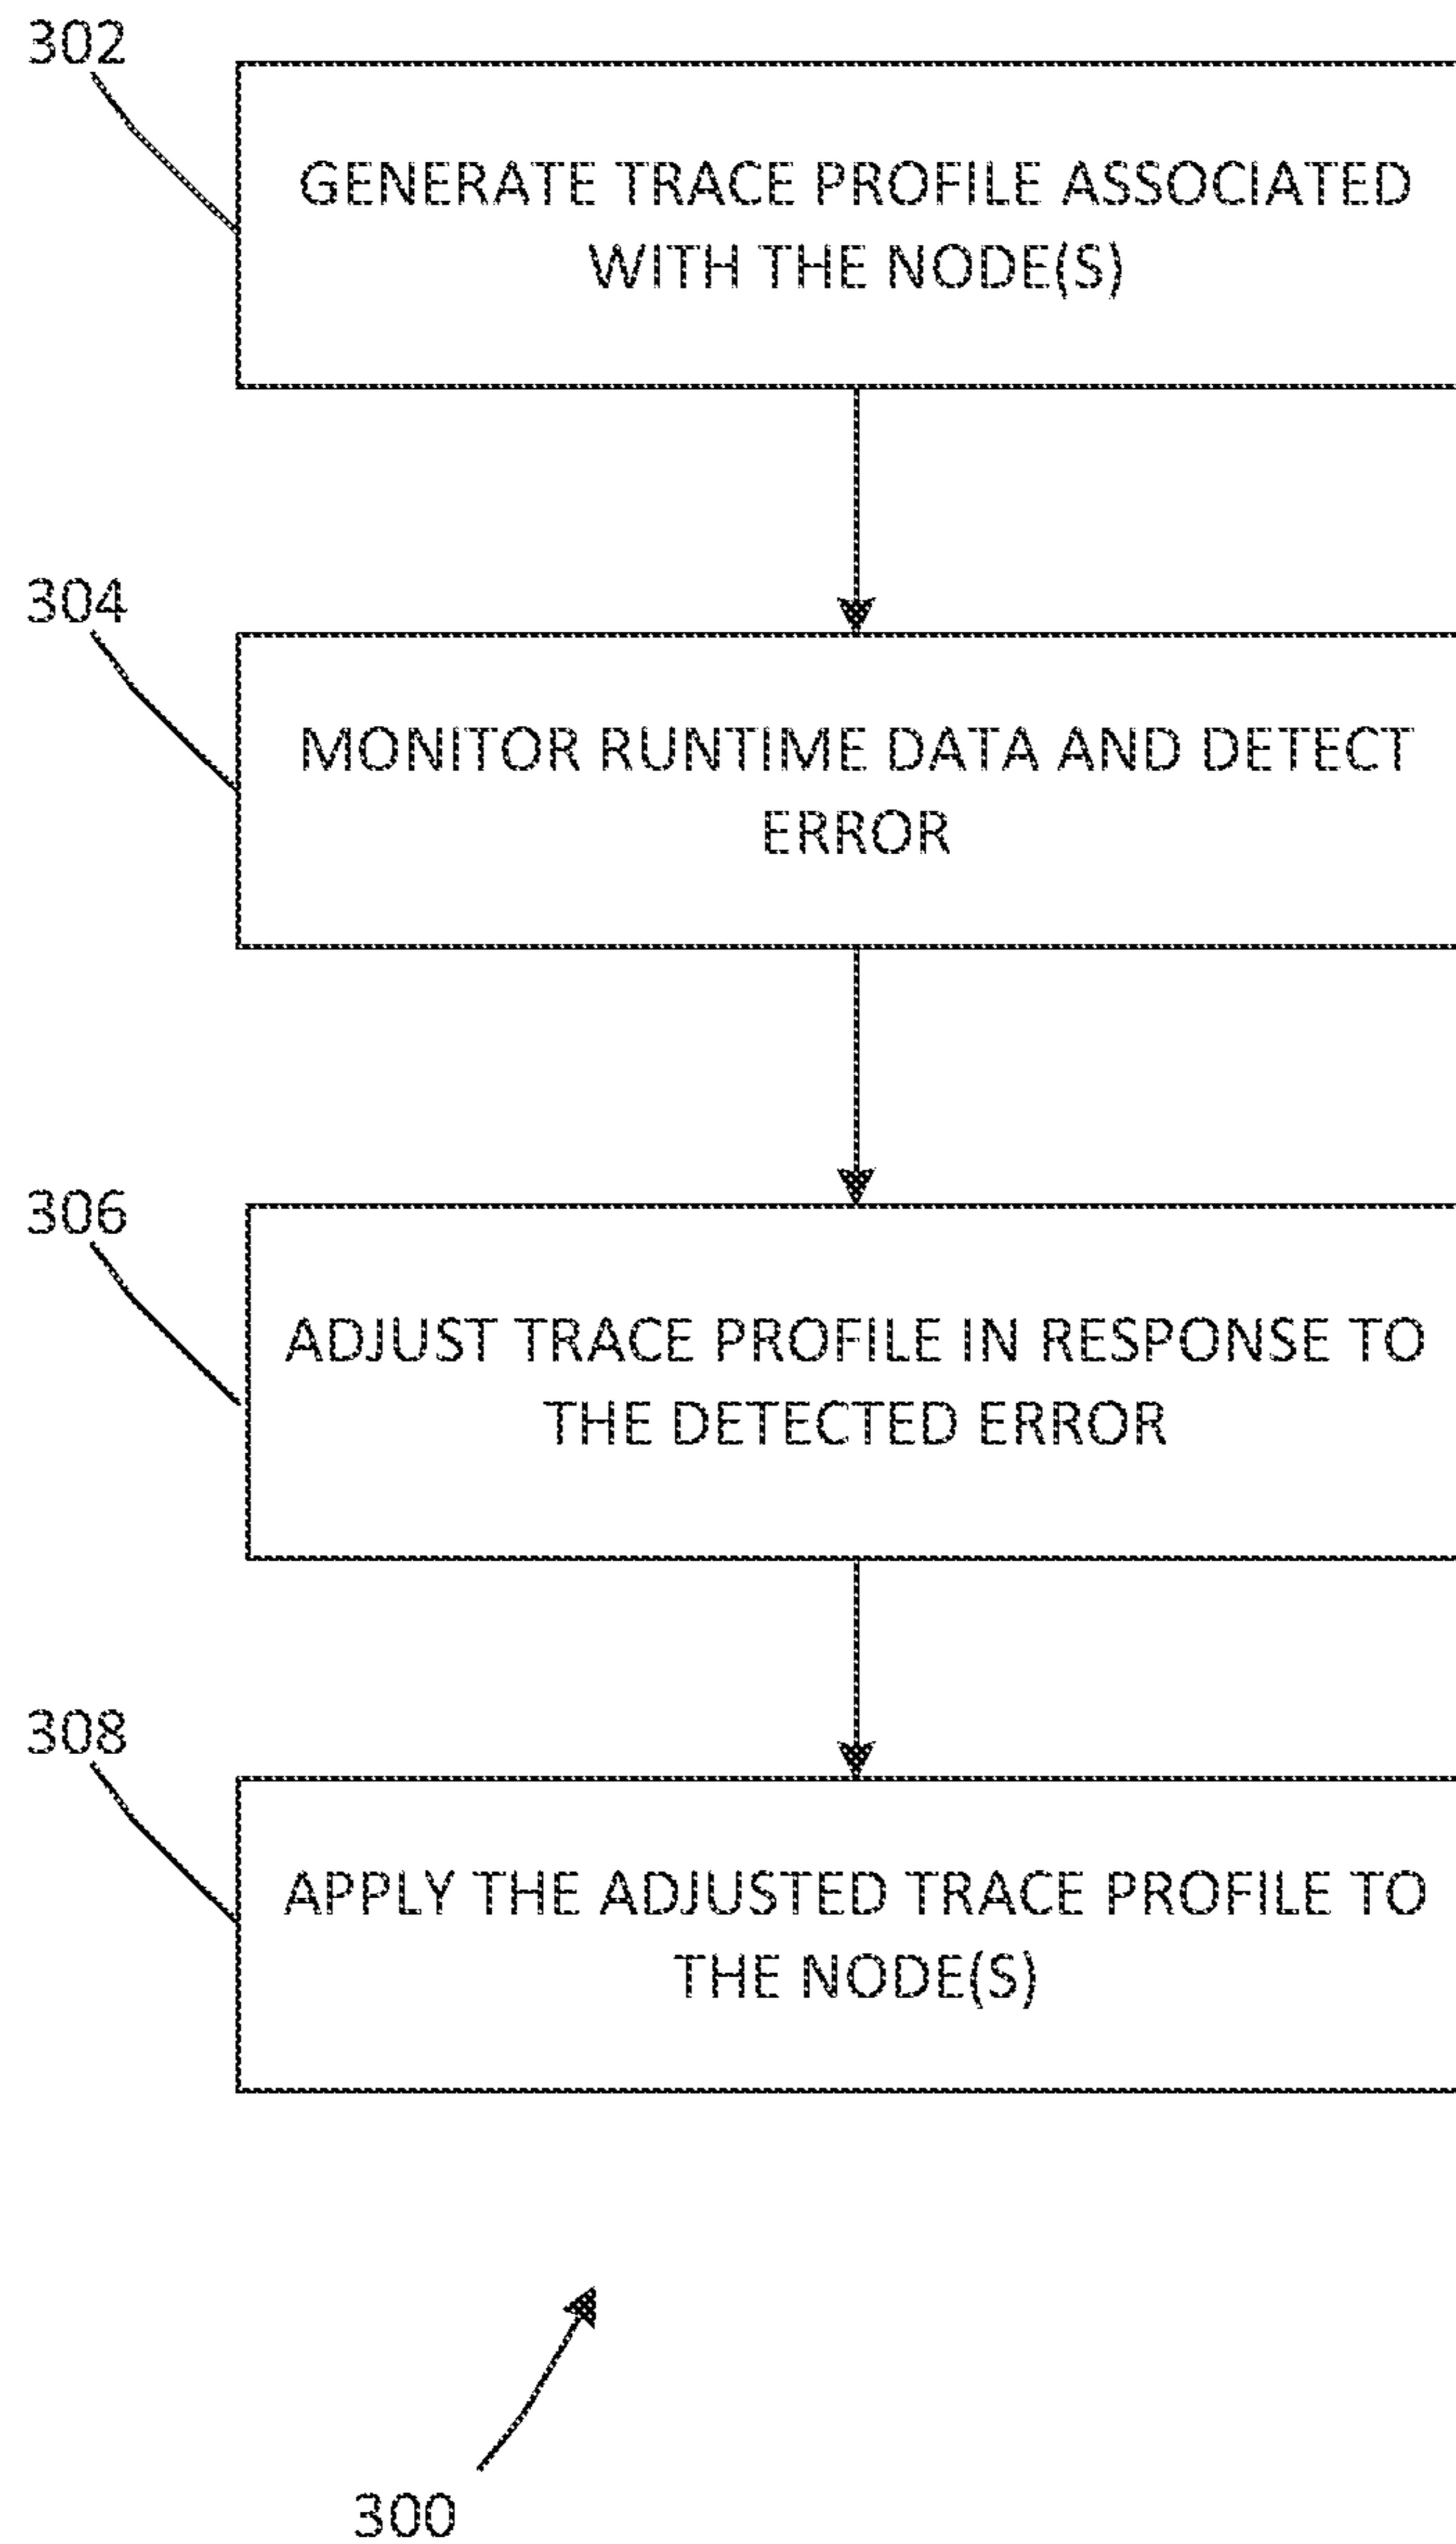 302
GENERATE TRACE PROFILE ASSOCIATED
WITH THE NODE(S)
304
MONITOR RUNTIME DATA AND DETECT
ERROR
306
ADJUST TRACE PROFILE IN RESPONSE TO
THE DETECTED ERROR
308
APPLY THE ADJUSTED TRACE PROFILE TO
THE NODE(S)
300